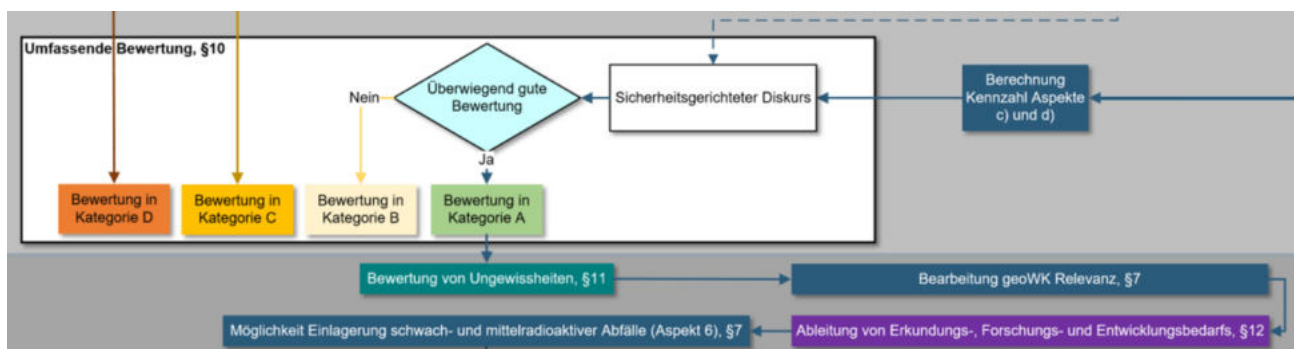 Umfassende Bewertung, §10
Überwiegend gute
Bewertung
Nein
Ja
Sicherheitsgerichteter Diskurs
Berechnung
Kennzahl Aspekte
c) und d)
Bewertung in
Kategorie D
Bewertung in
Kategorie C
Bewertung in
Kategorie B
Bewertung in
Kategorie A
Bewertung von Ungewissheiten, §11
Bearbeitung geoWK Relevanz, §7
Möglichkeit Einlagerung schwach- und mittelradioaktiver Abfälle (Aspekt 6), §7
Ableitung von Erkundungs-, Forschungs- und Entwicklungsbedarfs, §12